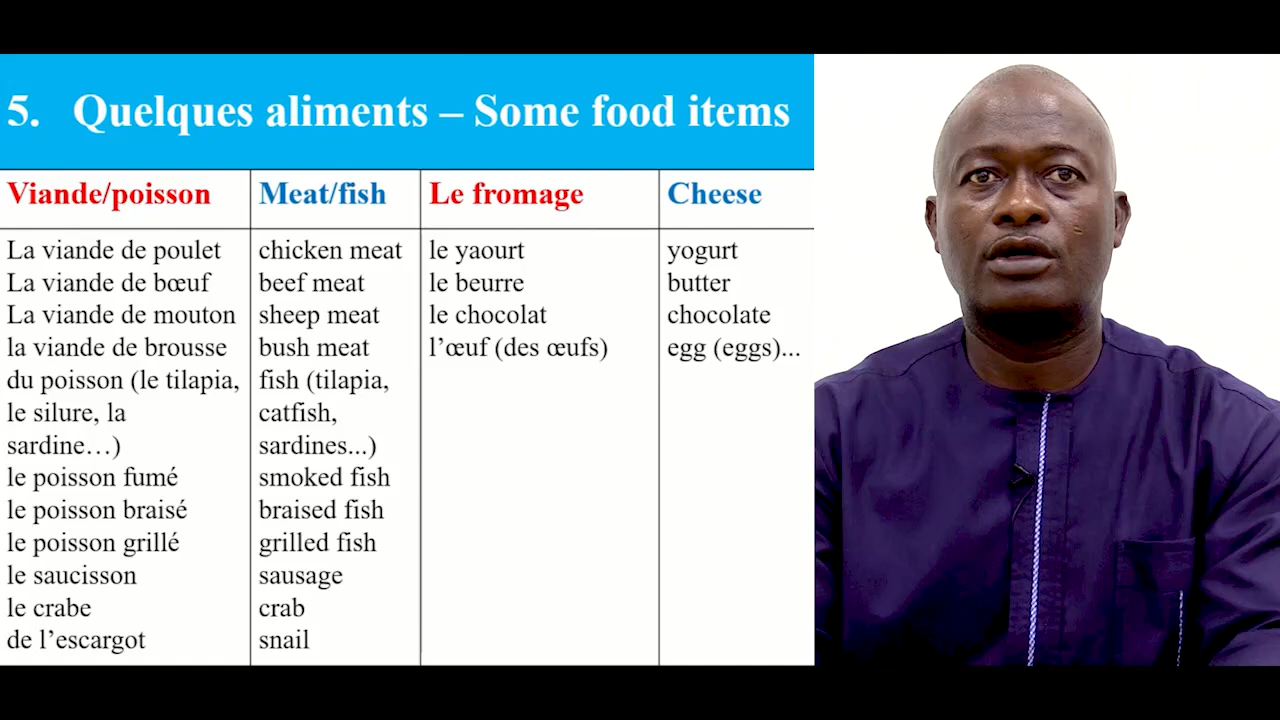 5. Quelques aliments – Some food items
Viande/poisson
La viande de poulet
La viande de bœuf
La viande de mouton
la viande de brousse
du poisson (le tilapia,
le silure, la
sardine…)
le poisson fumé
le poisson braisé
le poisson grillé
le saucisson
le crabe
de l’escargot
Meat/fish
chicken meat
beef meat
sheep meat
bush meat
fish (tilapia,
catfish,
sardines...)
smoked fish
braised fish
grilled fish
sausage
crab
snail
Le fromage
le yaourt
le beurre
le chocolat
l’œuf (des œufs)
Cheese
yogurt
butter
chocolate
egg (eggs)...